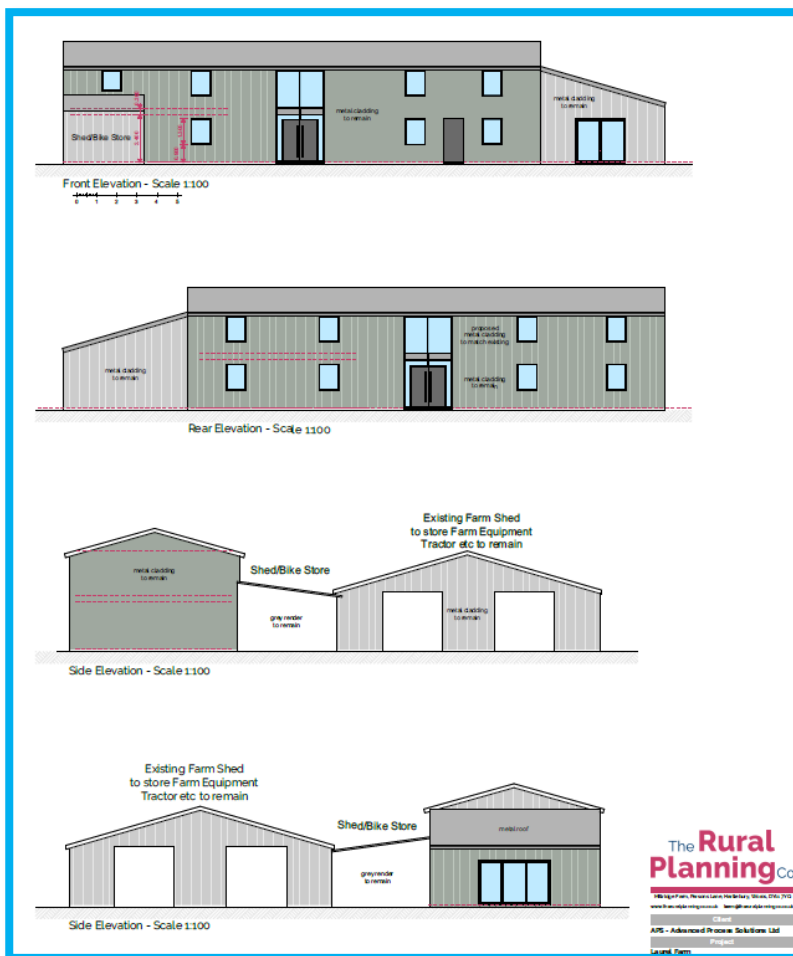 metal cladding
to remain
metal cladding
to remain
Shed/Bike Store
Front Elevation - Scale 1:100
0 1 2 3 4 5
proposed
metal cladding
to match existing
metal cladding
to remain
metal cladding
to remain
Rear Elevation - Scale 1:100
Existing Farm Shed
to store Farm Equipment
Tractor etc to remain
metal cladding
to remain
Shed/Bike Store
grey render
to remain
metal cladding
to remain
Side Elevation - Scale 1:100
Existing Farm Shed
to store Farm Equipment
Tractor etc to remain
Shed/Bike Store
metal roof
grey render
to remain
Side Elevation - Scale 1:100
The Rural
Planning Co
Client
APS - Advanced Process Solutions Ltd
Project
Laurel Farm